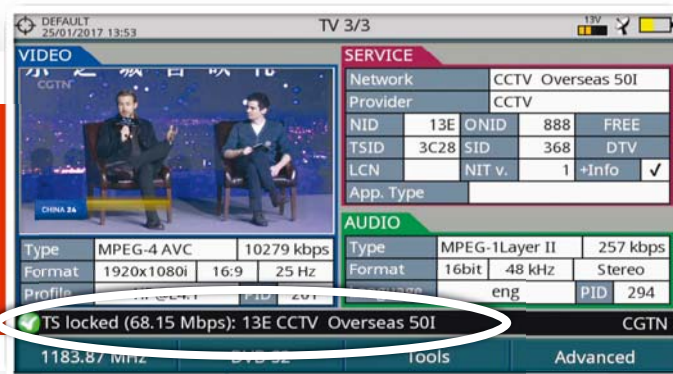 DEFAULT
25/01/2017 13:53
TV 3/3
13V
VIDEO
CGTN
CHINA 24
Type MPEG-4 AVC 10279 kbps
Format 1920x1080i 16:9 25 Hz
Profile PID
SERVICE
Network CCTV Overseas 50I
Provider CCTV
NID 13E ONID 888 FREE
TSID 3C28 SID 368 DTV
LCN NIT v. 1 +Info ✓
App. Type
AUDIO
Type MPEG-1Layer II 257 kbps
Format 16bit 48 kHz Stereo
eng PID 294
TS locked (68.15 Mbps): 13E CCTV Overseas 50I
CGTN
1183.87 MHz Tools Advanced